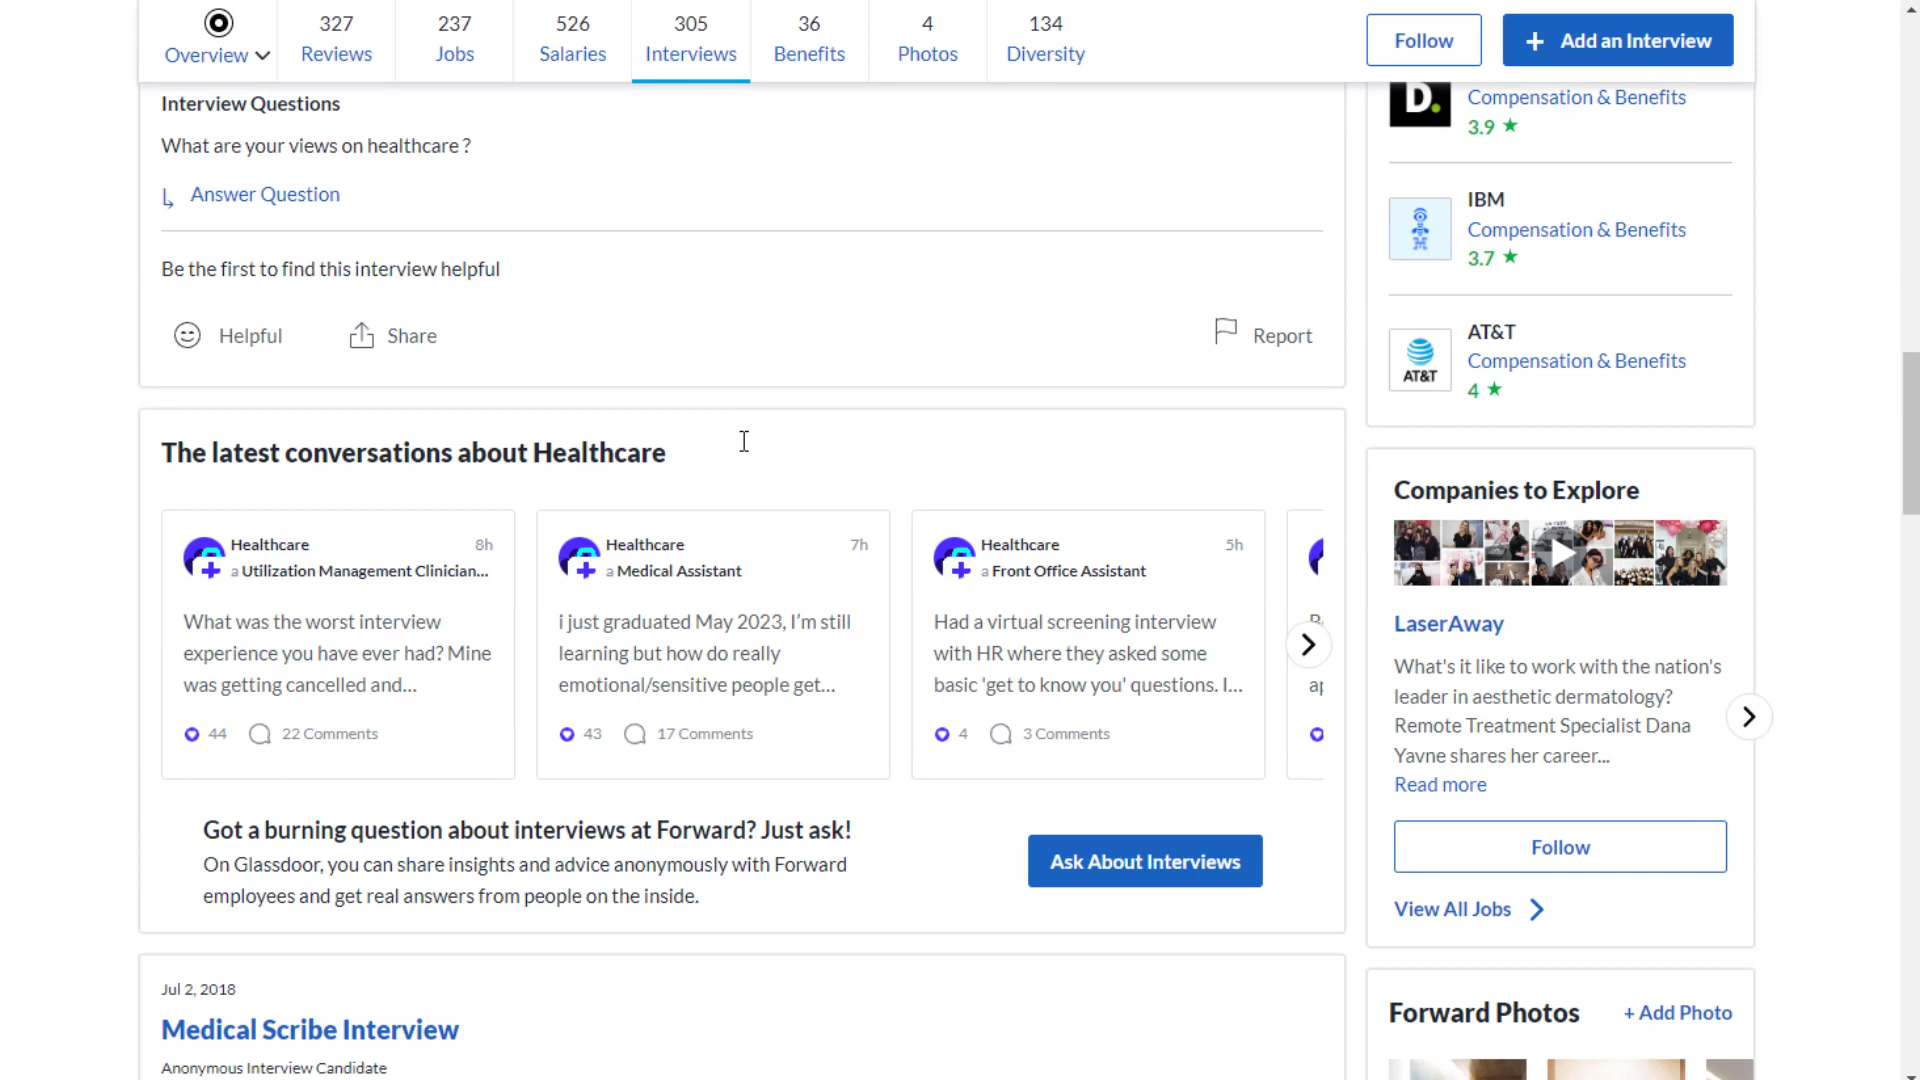 Overview
327
Reviews
237
Jobs
526
Salaries
305
Interviews
36
Benefits
4
Photos
134
Diversity
Follow
+ Add an Interview
Interview Questions
What are your views on healthcare ?
Answer Question
Be the first to find this interview helpful
Helpful
Share
Report
The latest conversations about Healthcare
Healthcare
8h
a Utilization Management Clinician...
What was the worst interview
experience you have ever had? Mine
was getting cancelled and...
44
22 Comments
Healthcare
7h
a Medical Assistant
i just graduated May 2023, I’m still
learning but how do really
emotional/sensitive people get...
43
17 Comments
Healthcare
5h
a Front Office Assistant
Had a virtual screening interview
with HR where they asked some
basic 'get to know you' questions. I...
4
3 Comments
Got a burning question about interviews at Forward? Just ask!
On Glassdoor, you can share insights and advice anonymously with Forward
employees and get real answers from people on the inside.
Ask About Interviews
Jul 2, 2018
Medical Scribe Interview
Anonymous Interview Candidate
D.
Compensation & Benefits
3.9 ★
IBM
Compensation & Benefits
3.7 ★
AT&T
AT&T
Compensation & Benefits
4 ★
Companies to Explore
LaserAway
What's it like to work with the nation's
leader in aesthetic dermatology?
Remote Treatment Specialist Dana
Yavne shares her career...
Read more
Follow
View All Jobs
Forward Photos
+ Add Photo